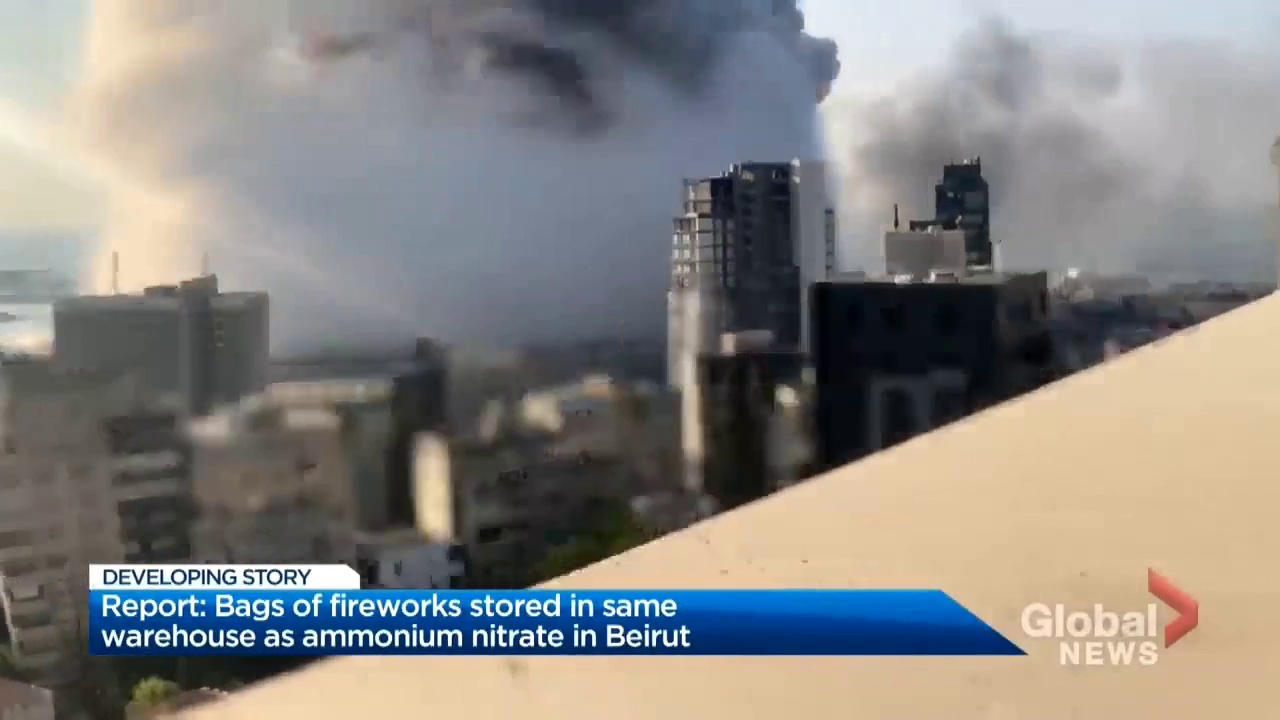 DEVELOPING STORY
Report: Bags of fireworks stored in same
warehouse as ammonium nitrate in Beirut
Global
NEWS